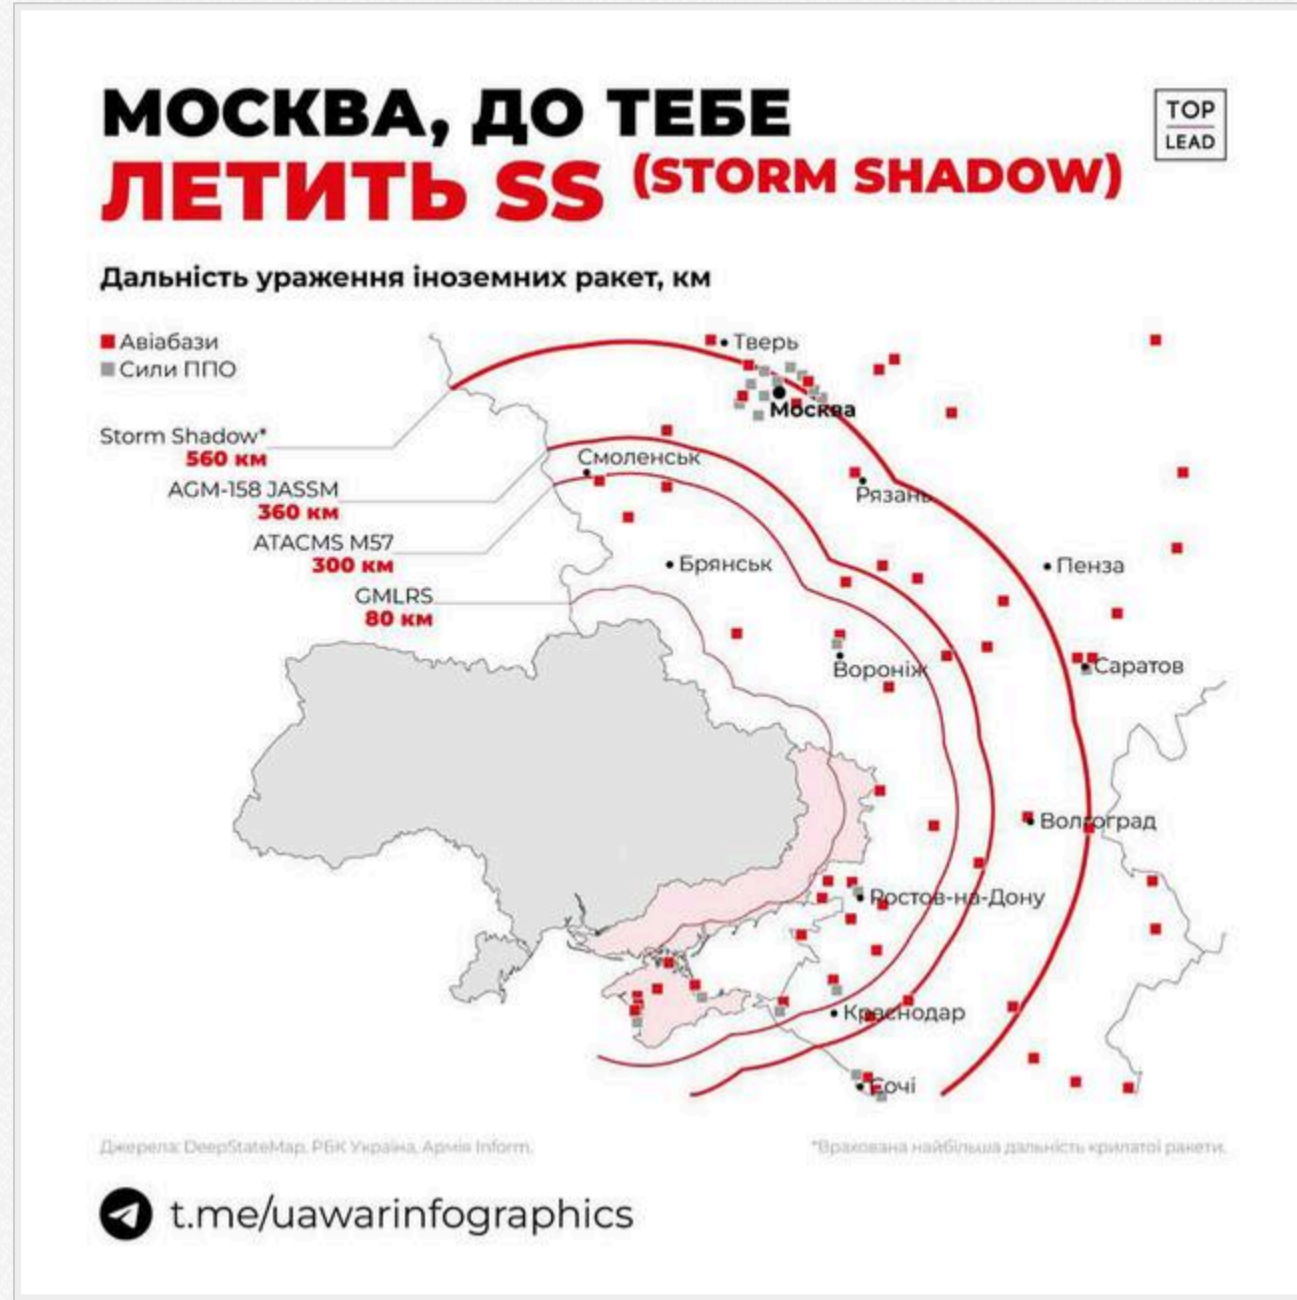 МОСКВА, ДО ТЕБЕ
ЛЕТИТЬ SS (STORM SHADOW)
TOP
LEAD
Дальність ураження іноземних ракет, км
Авіабази
Сили ППО
Storm Shadow*
560 км
AGM-158 JASSM
360 км
ATACMS M57
300 км
GMLRS
80 км
Тверь
Москва
Смоленськ
Рязань
Брянськ
Пенза
Вороніж
Саратов
Волгоград
Ростов-на-Дону
Краснодар
Сочі
Джерела: DeepStateMap, РБК Україна, Армія Inform.
*Врахована найбільша дальність крилатої ракети.
t.me/uawarinfographics